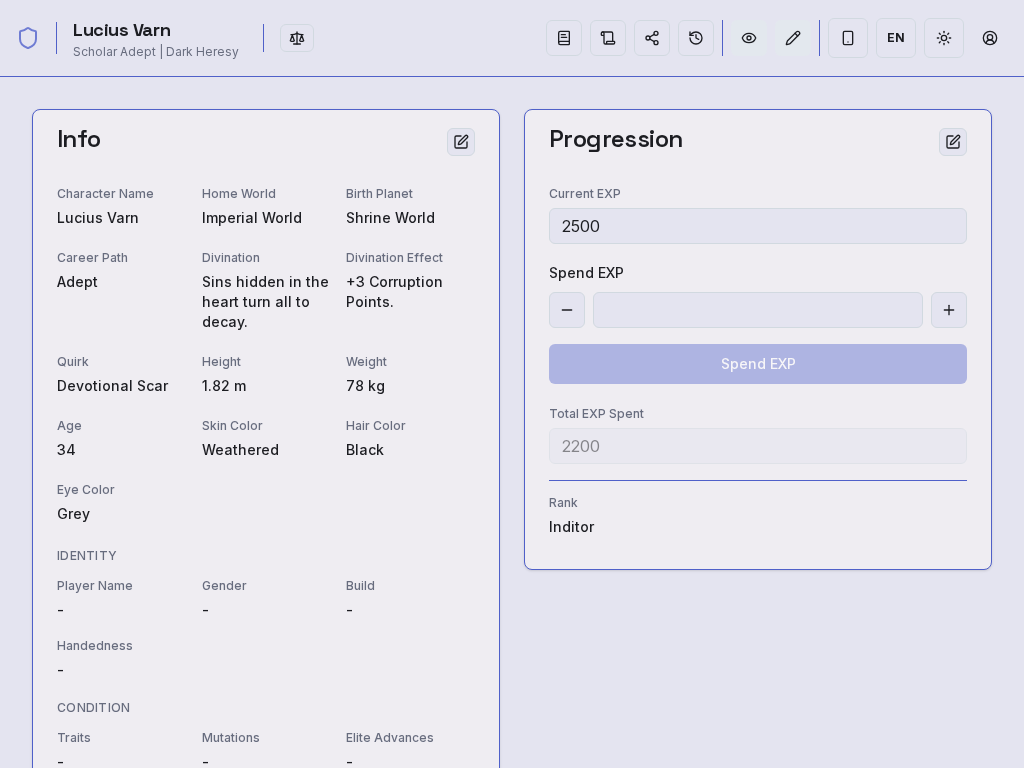 Lucius Varn
Scholar Adept | Dark Heresy
EN
Info
Character Name
Home World
Birth Planet
Lucius Varn
Imperial World
Shrine World
Career Path
Divination
Divination Effect
Adept
Sins hidden in the
heart turn all to
decay.
+3 Corruption
Points.
Quirk
Height
Weight
Devotional Scar
1.82 m
78 kg
Age
Skin Color
Hair Color
34
Weathered
Black
Eye Color
Grey
IDENTITY
Player Name
Gender
Build
-
-
-
Handedness
-
CONDITION
Traits
Mutations
Elite Advances
-
-
-
Progression
Current EXP
2500
Spend EXP
Spend EXP
Total EXP Spent
2200
Rank
Inditor